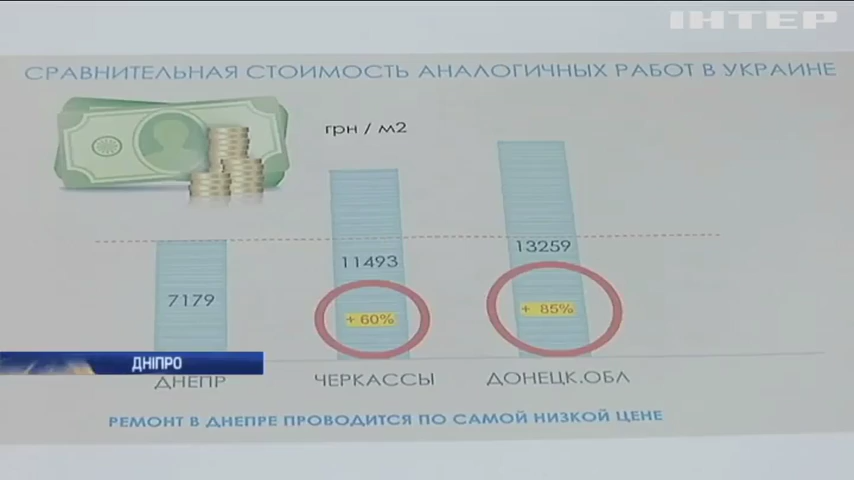 ІНТЕР
СРАВНИТЕЛЬНАЯ СТОИМОСТЬ АНАЛОГИЧНЫХ РАБОТ В УКРАИНЕ
грн / м2
7179
11493
13259
+ 60%
+ 85%
ДНІПРО
ДНЕПР
ЧЕРКАССЫ
ДОНЕЦК.ОБЛ
РЕМОНТ В ДНЕПРЕ ПРОВОДИТСЯ ПО САМОЙ НИЗКОЙ ЦЕНЕ